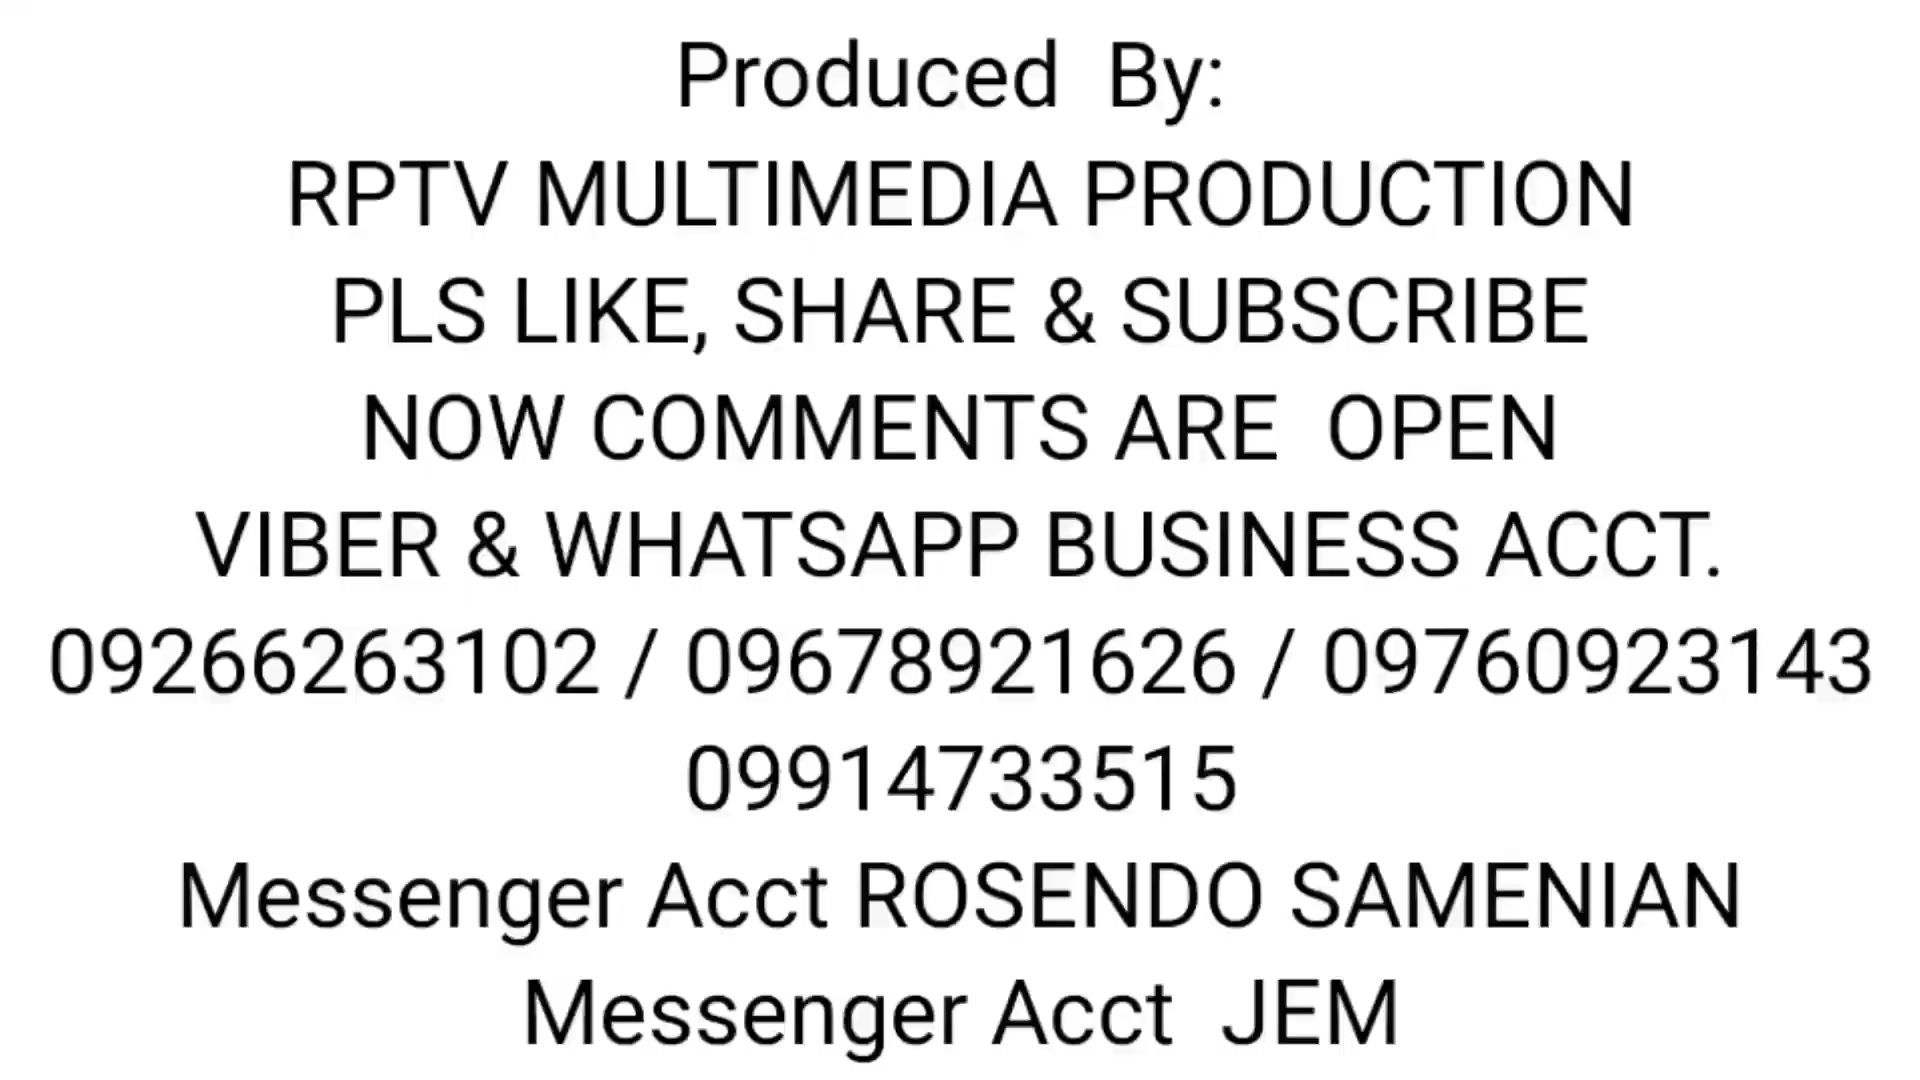 Produced  By:
RPTV MULTIMEDIA PRODUCTION
PLS LIKE, SHARE & SUBSCRIBE
NOW COMMENTS ARE  OPEN
VIBER & WHATSAPP BUSINESS ACCT.
09266263102 / 09678921626 / 09760923143
09914733515
Messenger Acct ROSENDO SAMENIAN
Messenger Acct  JEM